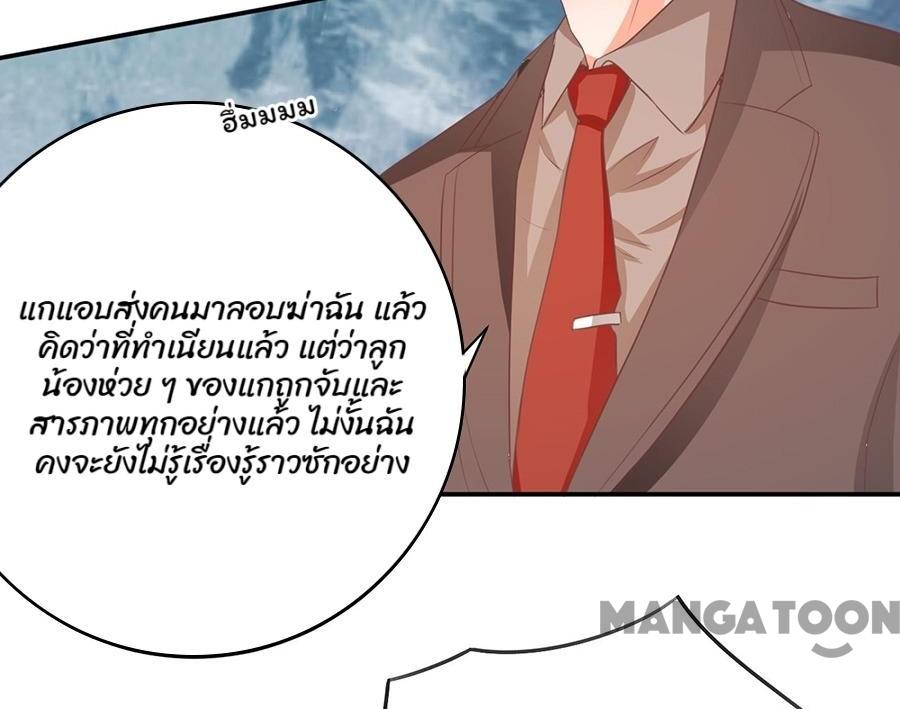 ฮึ่มมมม
แกแอบส่งคนมาลอบฆ่าฉัน แล้ว
คิดว่าที่ทำเนียนแล้ว แต่ว่าลูก
น้องห่วย ๆ ของแกถูกจับและ
สารภาพทุกอย่างแล้ว ไม่งั้นฉัน
คงจะยังไม่รู้เรื่องรู้ราวซักอย่าง
MANGATOON